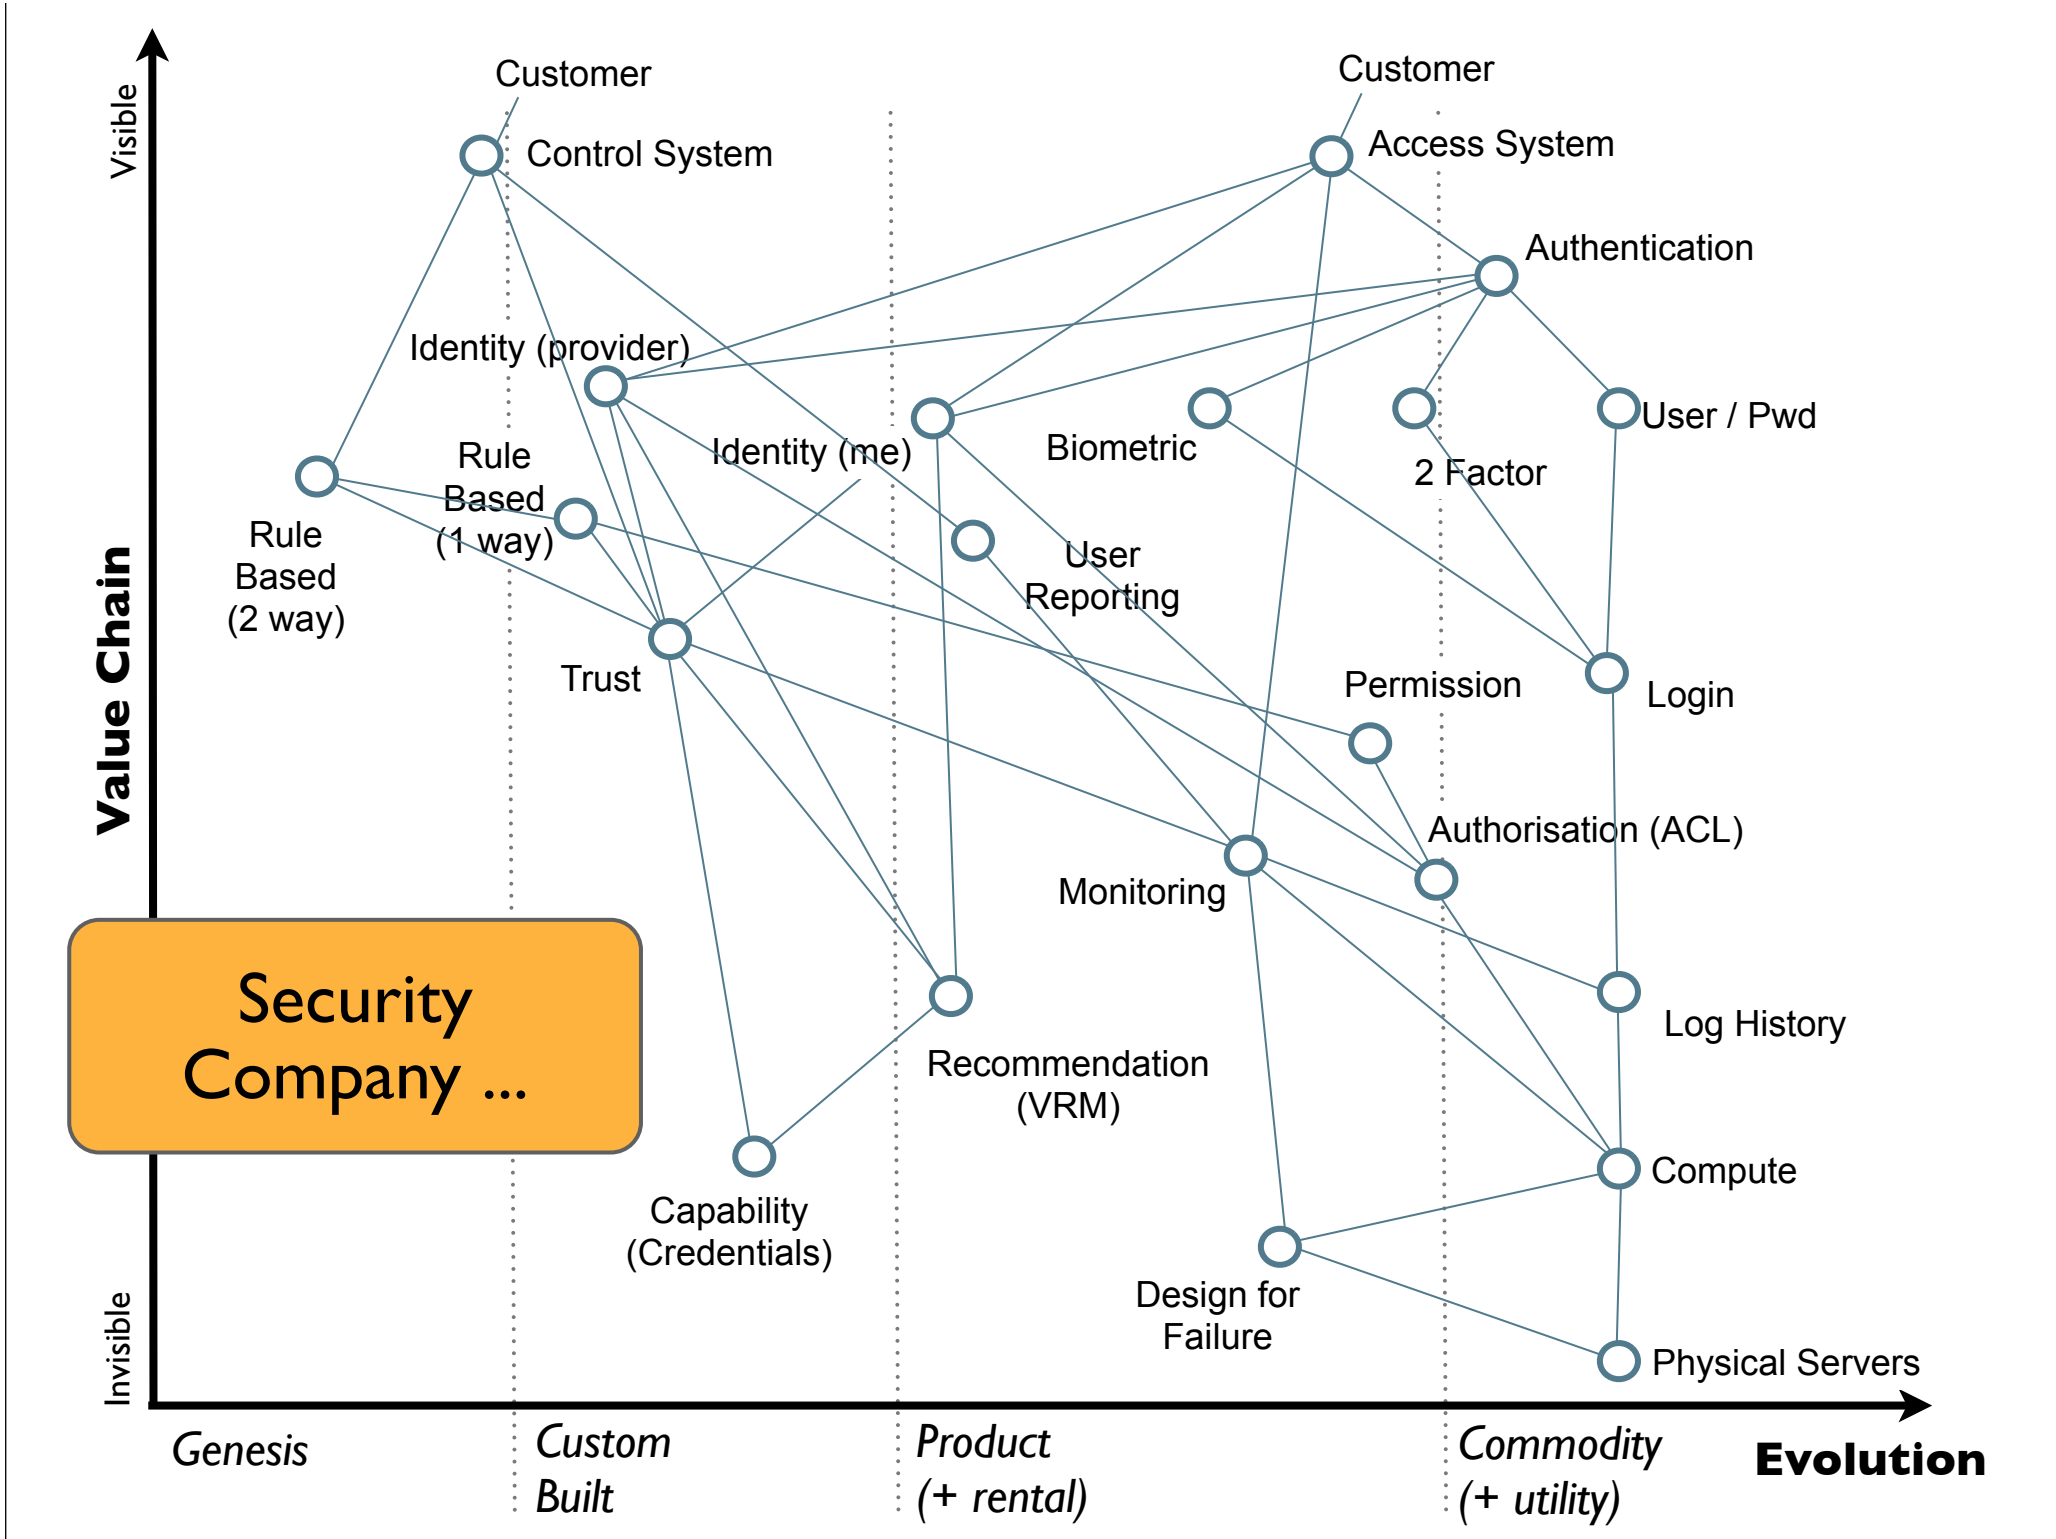 Customer
Customer
Visible
Control System
Access System
Authentication
Identity (provider)
Rule
Based
(1 way)
Identity (me)
Biometric
2 Factor
User / Pwd
Rule
Based
(2 way)
User
Reporting
Value Chain
Trust
Permission
Login
Authorisation (ACL)
Monitoring
Security
Company ...
Log History
Recommendation
(VRM)
Compute
Capability
(Credentials)
Design for
Failure
Invisible
Physical Servers
Genesis
Custom
Built
Product
(+ rental)
Commodity
(+ utility)
Evolution